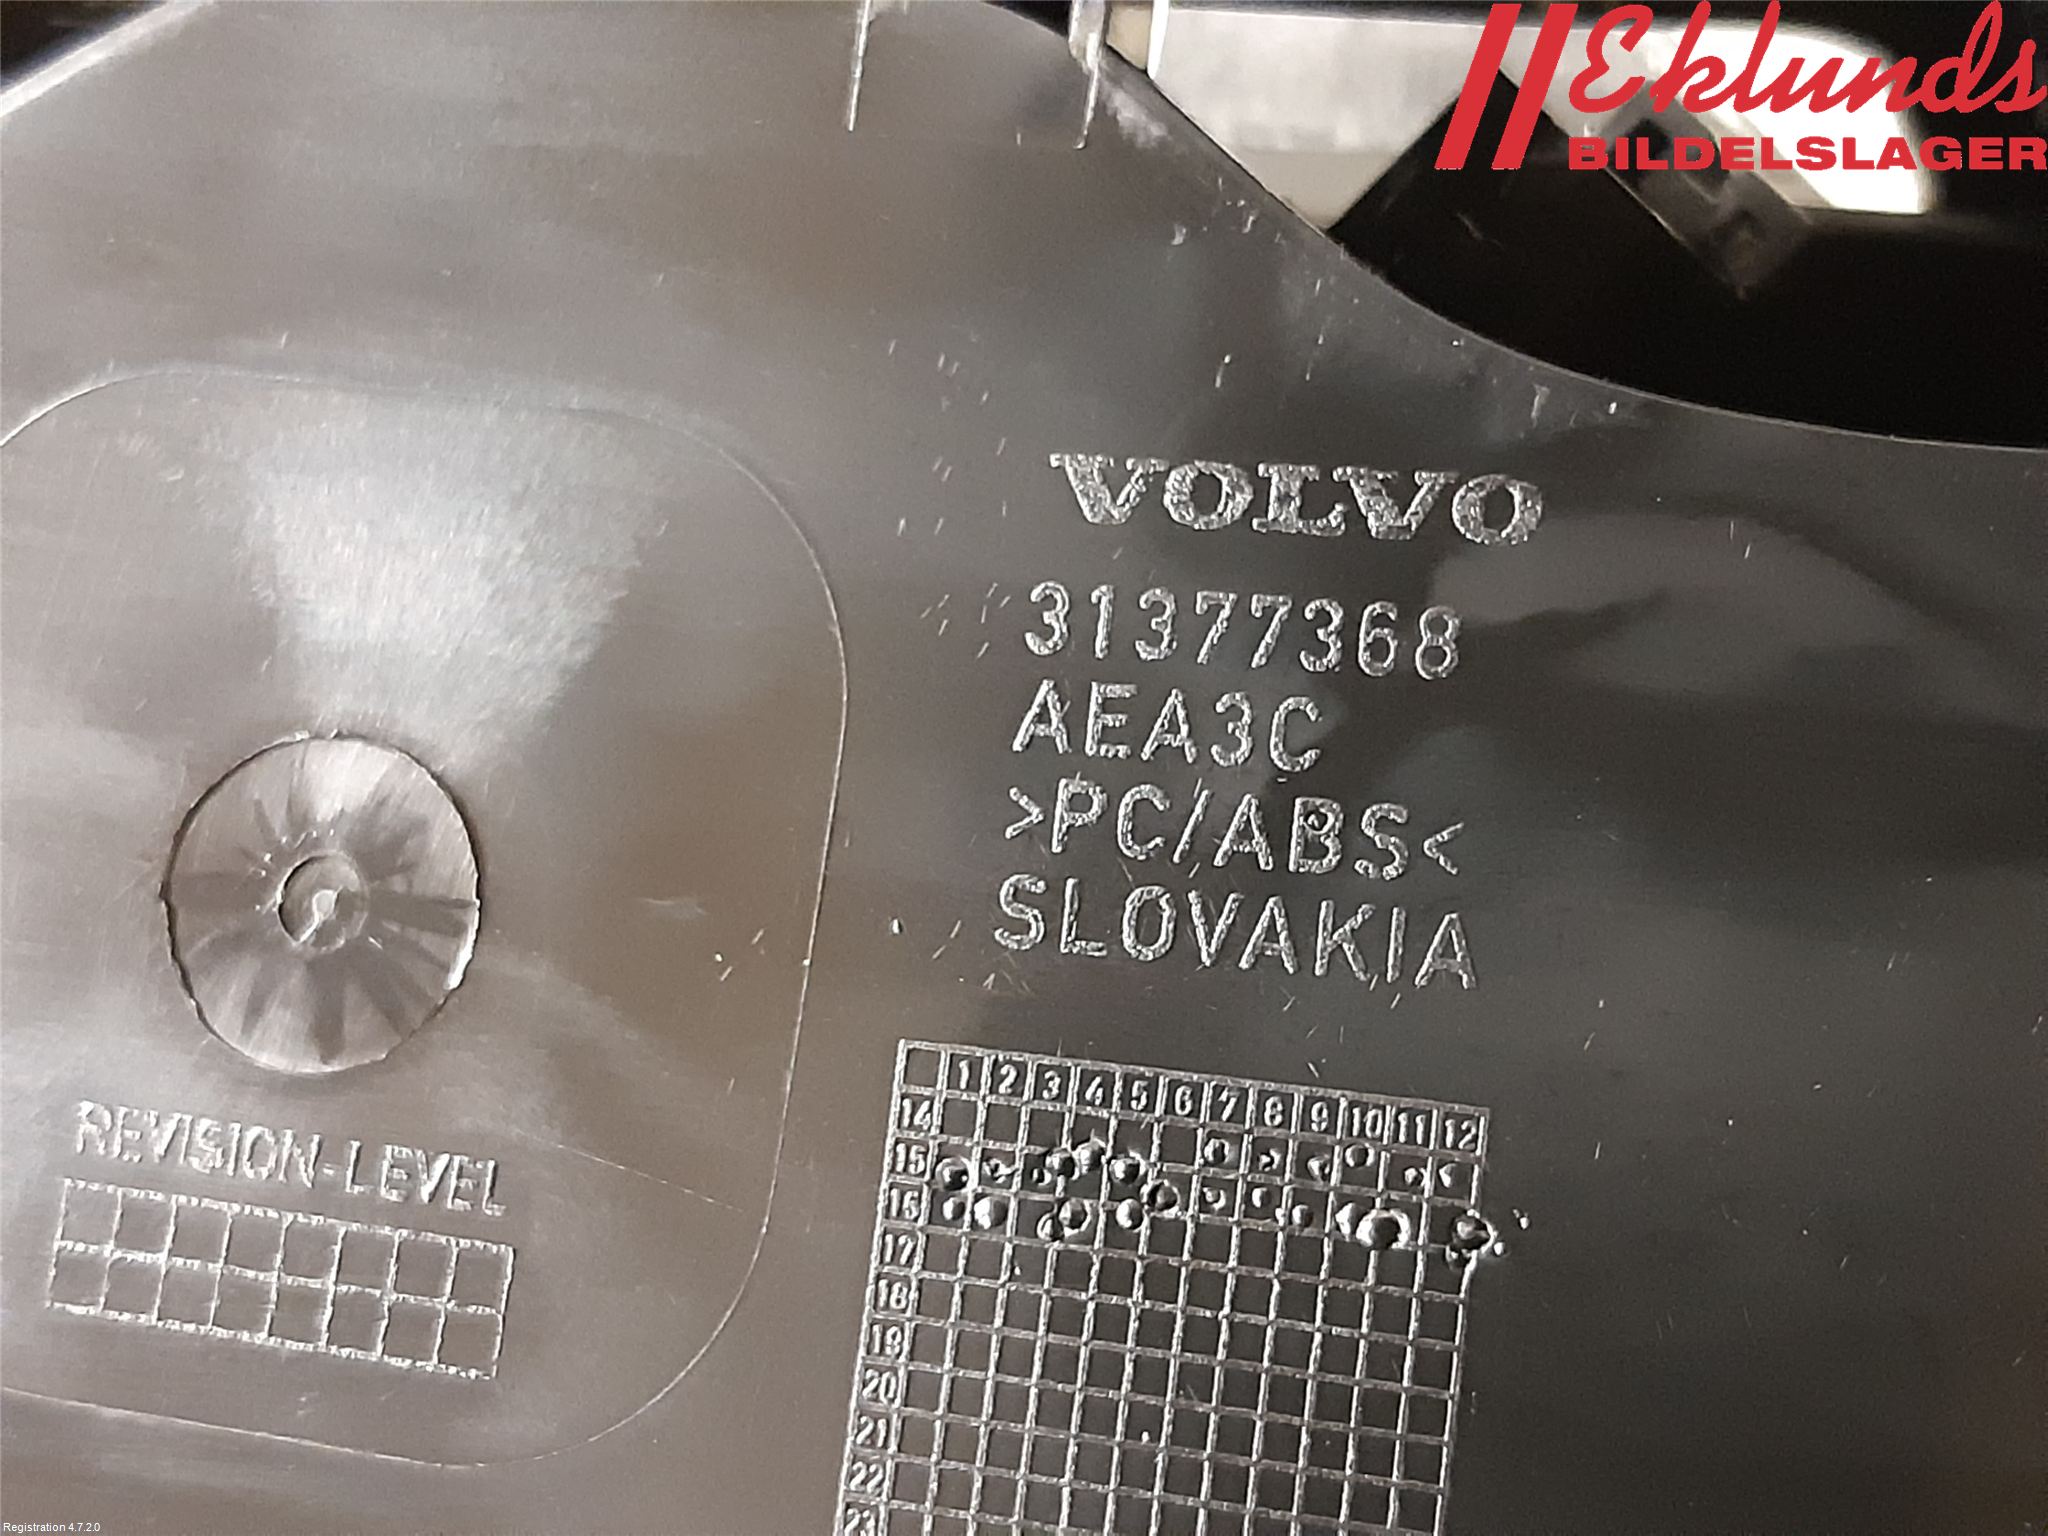 Eklunds
BILDELSLAGER
VOLVO
31377368
AEA3C
>PC/ABS<
SLOVAKIA
REVISION-LEVEL
1 2 3 4 5 6 7 8 9 10 11 12
14
15
16
17
18
19
20
21
22
23
Registration 4.7.2.0